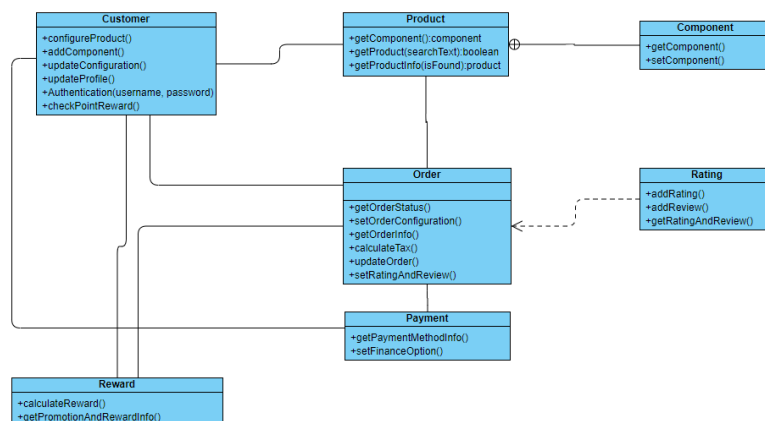 Customer
+configureProduct()
+addComponent()
+updateConfiguration()
+updateProfile()
+Authentication(username, password)
+checkPointReward()
Product
+getComponent():component
+getProduct(searchText):boolean
+getProductInfo(isFound):product
Component
+getComponent()
+setComponent()
Order
+getOrderStatus()
+setOrderConfiguration()
+getOrderInfo()
+calculateTax()
+updateOrder()
+setRatingAndReview()
Rating
+addRating()
+addReview()
+getRatingAndReview()
Payment
+getPaymentMethodInfo()
+setFinanceOption()
Reward
+calculateReward()
+getPromotionAndRewardInfo()